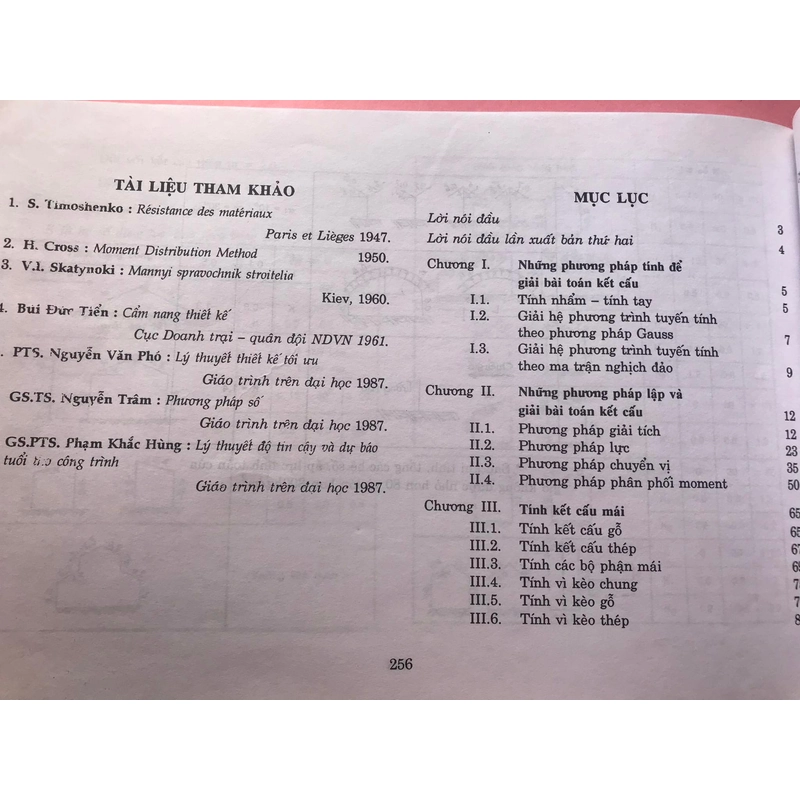 TÀI LIỆU THAM KHẢO
1. S. Timoshenko : Résistance des matériaux
Paris et Lièges 1947.
2. H. Cross : Moment Distribution Method
1950.
3. V.I. Skatynoki : Mannyi spravochnik stroitelia
Kiev, 1960.
4. Bùi Đức Tiển : Cẩm nang thiết kế
Cục Doanh trại – quân đội NDVN 1961.
. PTS. Nguyễn Văn Phó : Lý thuyết thiết kế tối ưu
Giáo trình trên đại học 1987.
GS.TS. Nguyễn Trâm : Phương pháp số
Giáo trình trên đại học 1987.
GS.PTS. Phạm Khắc Hùng : Lý thuyết độ tin cậy và dự báo
tuổi thọ công trình
Giáo trình trên đại học 1987.
MỤC LỤC
Lời nói đầu 3
Lời nói đầu lần xuất bản thứ hai 4
Chương I. Những phương pháp tính để
giải bài toán kết cấu 5
I.1. Tính nhẩm – tính tay 5
I.2. Giải hệ phương trình tuyến tính
theo phương pháp Gauss 7
I.3. Giải hệ phương trình tuyến tính
theo ma trận nghịch đảo 9
Chương II. Những phương pháp lập và
giải bài toán kết cấu 12
II.1. Phương pháp giải tích 12
II.2. Phương pháp lực 23
II.3. Phương pháp chuyển vị 35
II.4. Phương pháp phân phối moment 50
Chương III. Tính kết cấu mái 65
III.1. Tính kết cấu gỗ 65
III.2. Tính kết cấu thép 67
III.3. Tính các bộ phận mái
III.4. Tính vì kèo chung
III.5. Tính vì kèo gỗ
III.6. Tính vì kèo thép
256